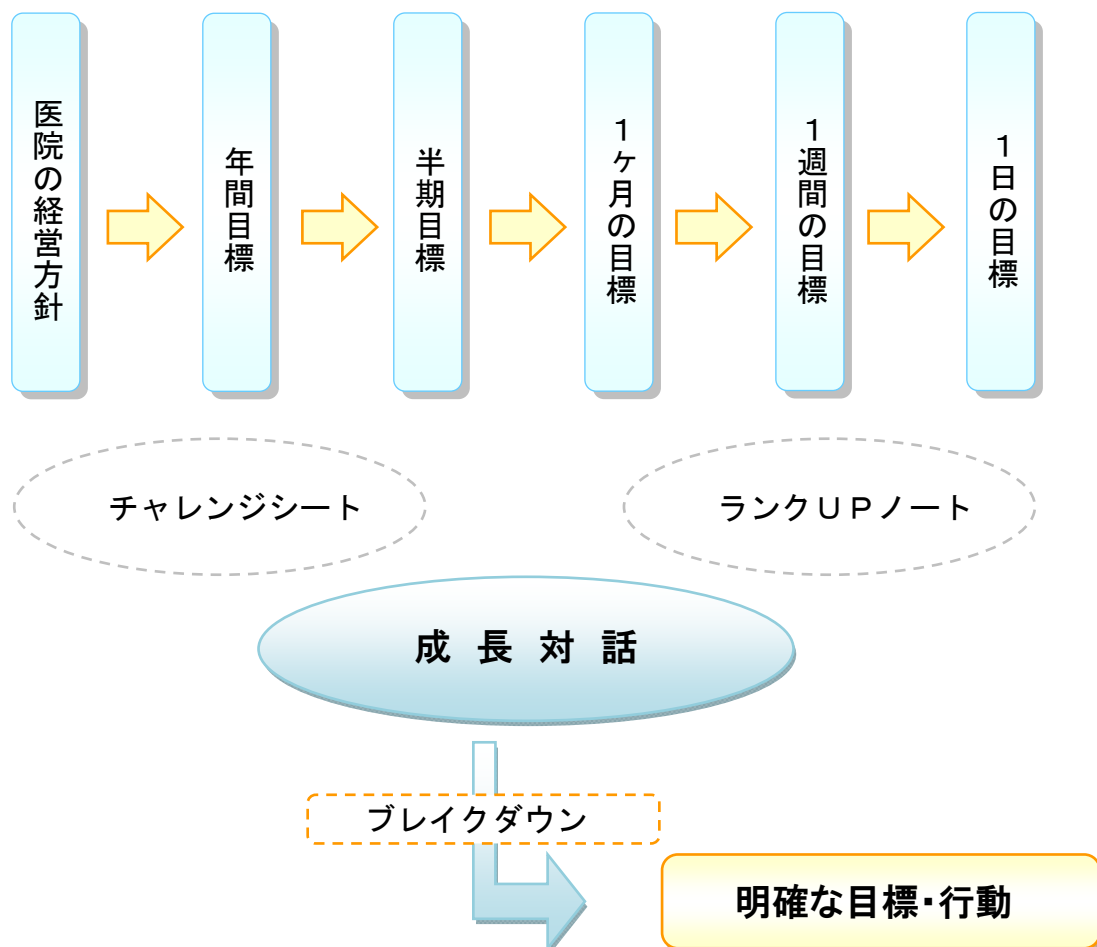 医院の経営方針
年間目標
半期目標
1ヶ月の目標
1週間の目標
1日の目標
チャレンジシート
ランクUPノート
成長対話
ブレイクダウン
明確な目標・行動